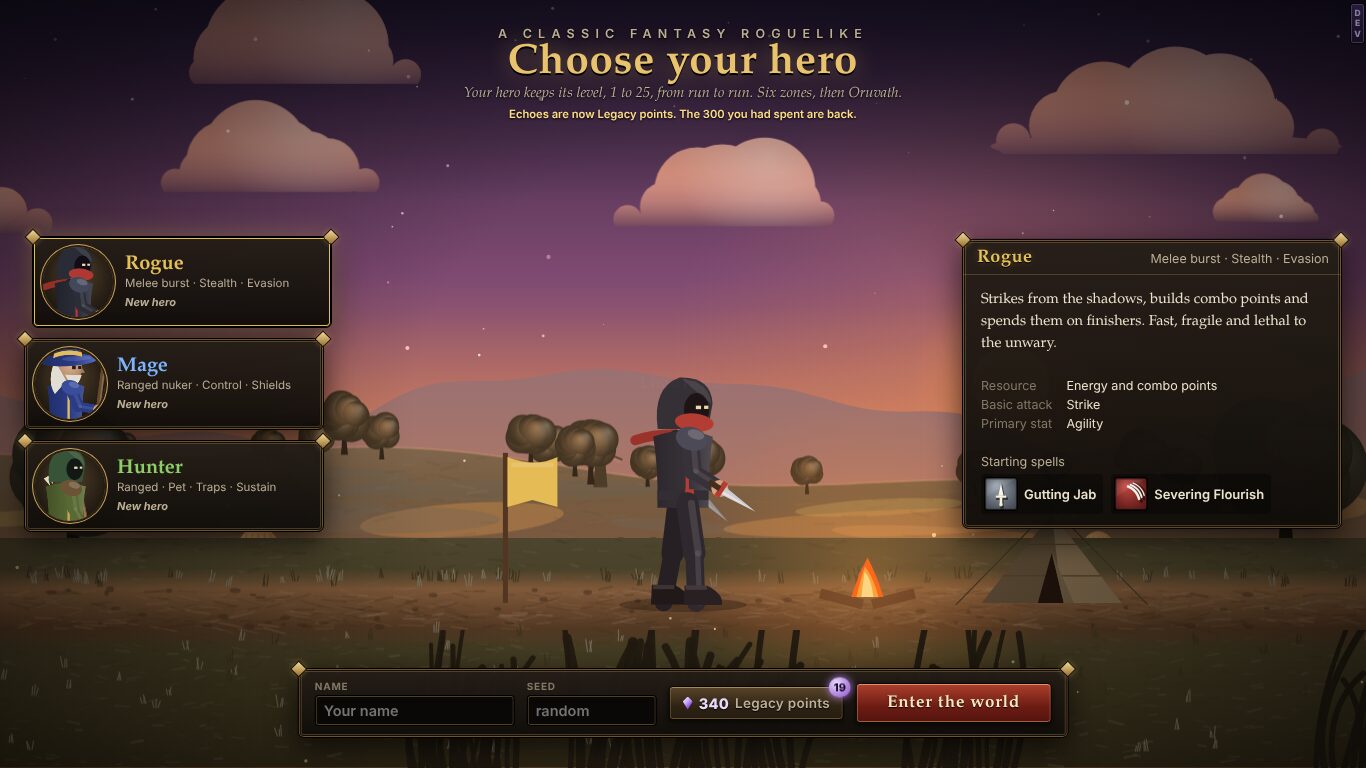 A CLASSIC FANTASY ROGUELIKE
Choose your hero
Your hero keeps its level, 1 to 25, from run to run. Six zones, then Oruvath.
Echoes are now Legacy points. The 300 you had spent are back.
DEV
Rogue
Melee burst · Stealth · Evasion
New hero
Mage
Ranged nuker · Control · Shields
New hero
Hunter
Ranged · Pet · Traps · Sustain
New hero
Rogue
Melee burst · Stealth · Evasion
Strikes from the shadows, builds combo points and
spends them on finishers. Fast, fragile and lethal to
the unwary.
Resource Energy and combo points
Basic attack Strike
Primary stat Agility
Starting spells
Gutting Jab
Severing Flourish
NAME
Your name
SEED
random
340 Legacy points
19
Enter the world